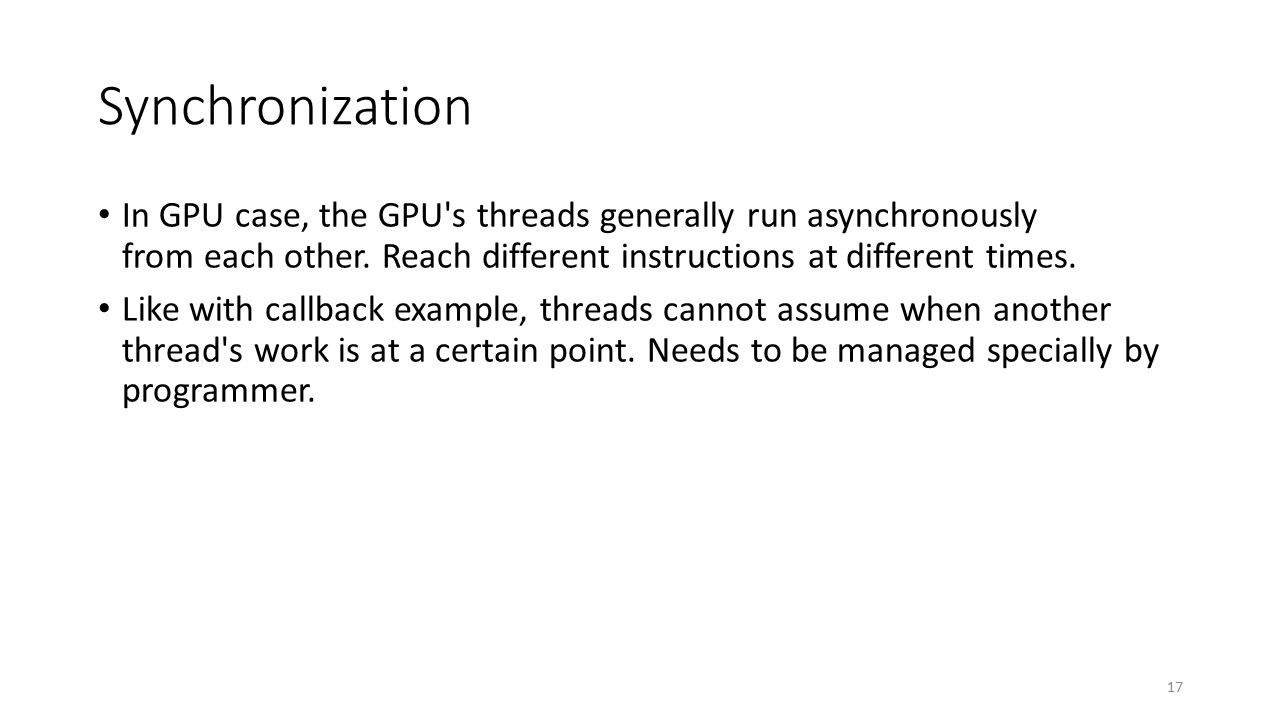 Synchronization
• In GPU case, the GPU's threads generally run asynchronously
from each other. Reach different instructions at different times.
• Like with callback example, threads cannot assume when another
thread's work is at a certain point. Needs to be managed specially by
programmer.
17